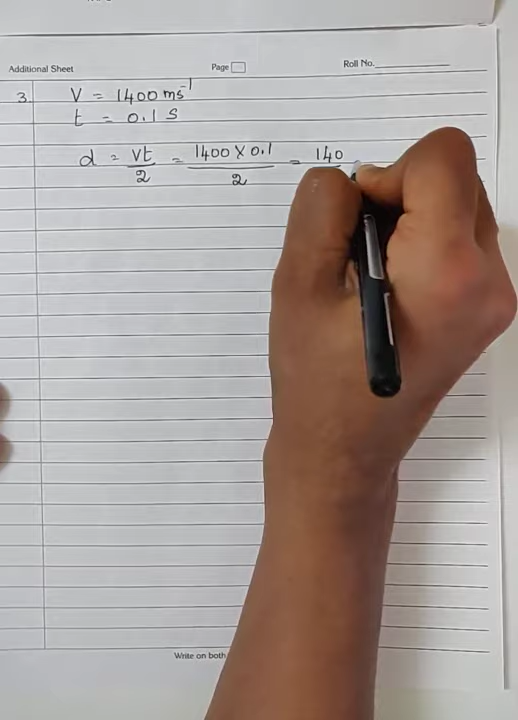 Additional Sheet Page Roll No.
3. V = 1400 ms⁻¹
t = 0.1 s
d = Vt/2 = 1400 X 0.1/2 = 140
Write on both